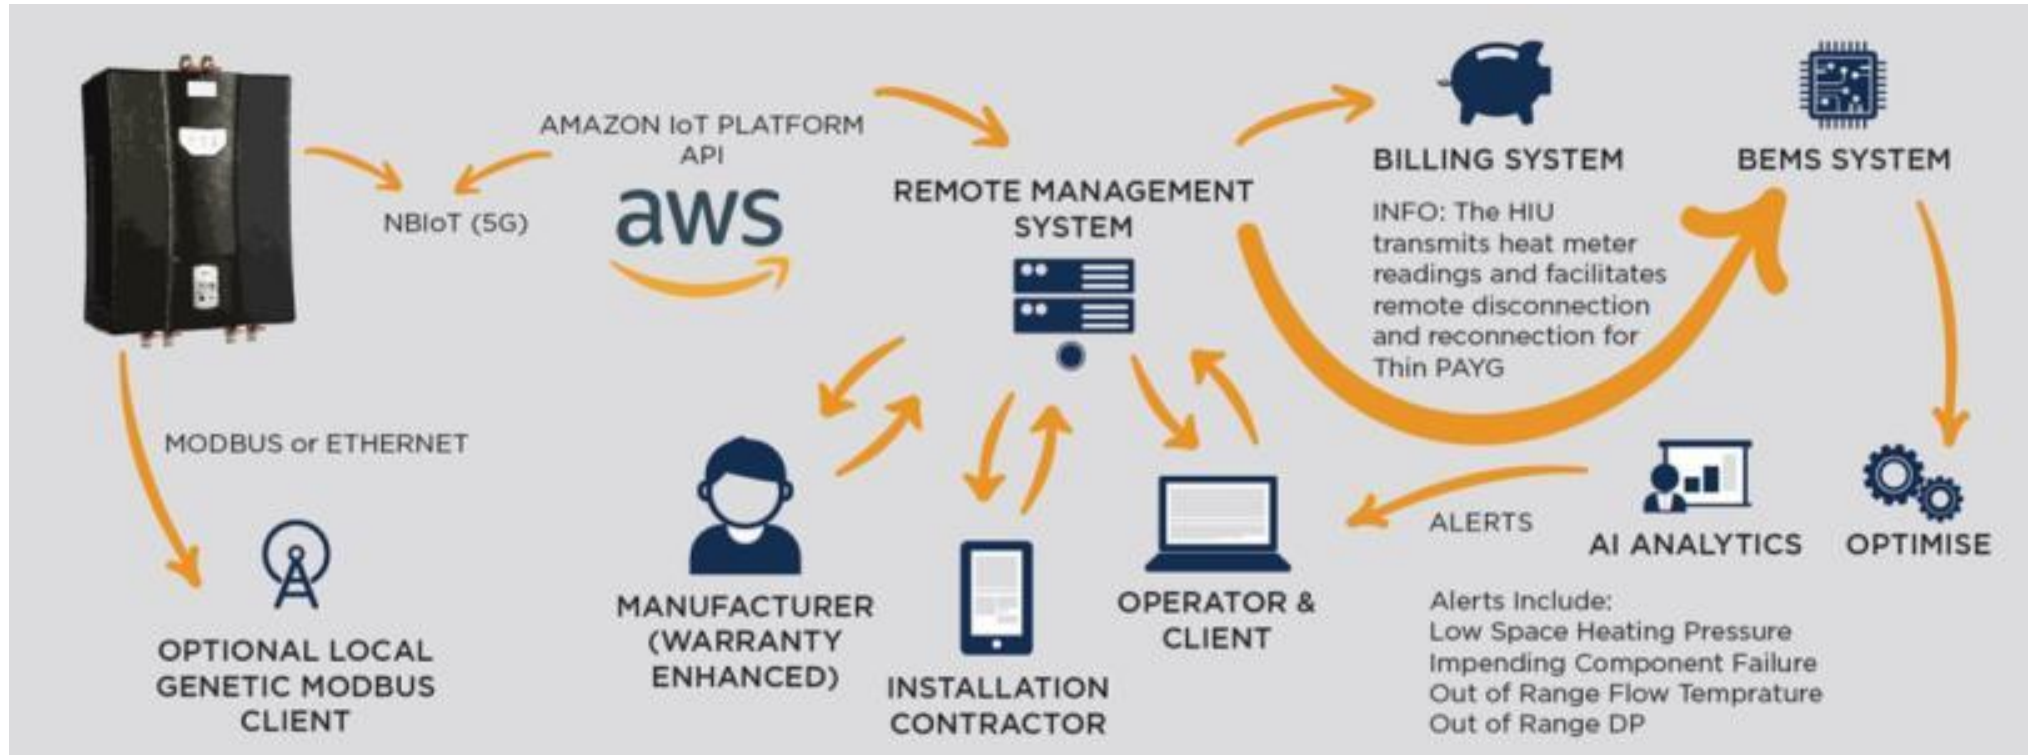 AMAZON IoT PLATFORM
API
aws
NBIoT (5G)
REMOTE MANAGEMENT
SYSTEM
BILLING SYSTEM
INFO: The HIU
transmits heat meter
readings and facilitates
remote disconnection
and reconnection for
Thin PAYG
BEMS SYSTEM
MODBUS or ETHERNET
OPTIONAL LOCAL
GENETIC MODBUS
CLIENT
MANUFACTURER
(WARRANTY
ENHANCED)
INSTALLATION
CONTRACTOR
OPERATOR &
CLIENT
ALERTS
AI ANALYTICS
OPTIMISE
Alerts Include:
Low Space Heating Pressure
Impending Component Failure
Out of Range Flow Temprature
Out of Range DP